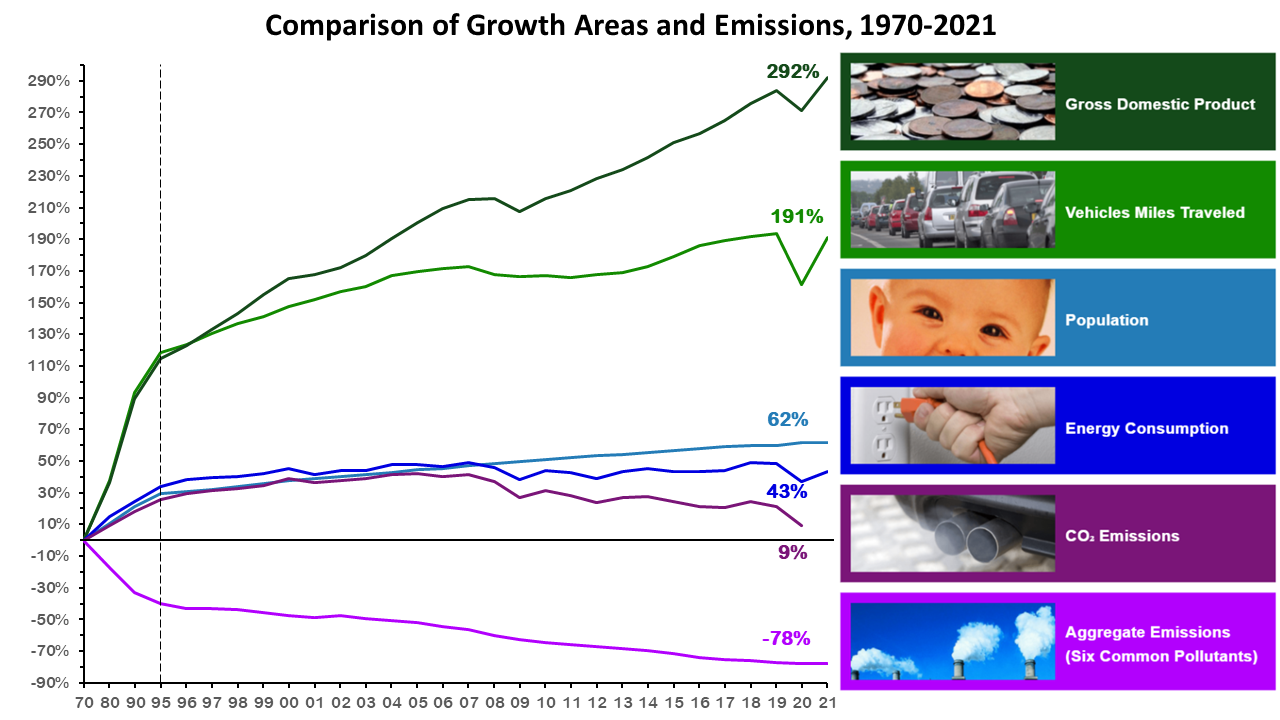 Comparison of Growth Areas and Emissions, 1970-2021
290%
270%
250%
230%
210%
190%
170%
150%
130%
110%
90%
70%
50%
30%
10%
-10%
-30%
-50%
-70%
-90%
292%
191%
62%
43%
9%
-78%
70 80 90 95 96 97 98 99 00 01 02 03 04 05 06 07 08 09 10 11 12 13 14 15 16 17 18 19 20 21
Gross Domestic Product
Vehicles Miles Traveled
Population
Energy Consumption
CO₂ Emissions
Aggregate Emissions
(Six Common Pollutants)